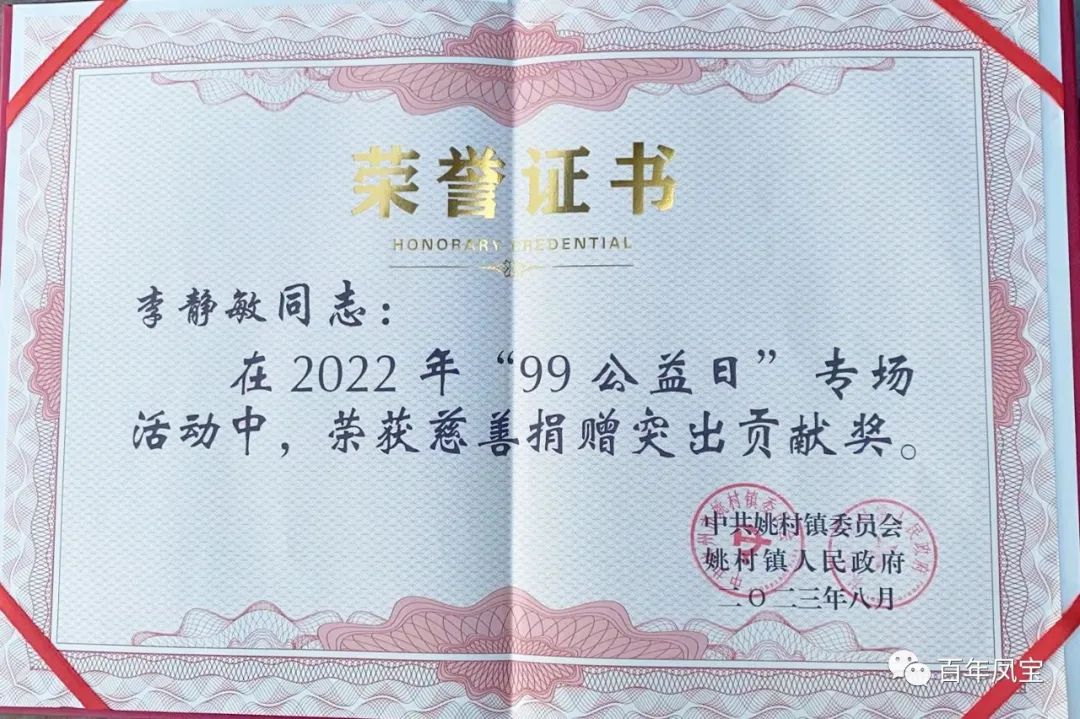 荣誉证书
HONORARY CREDENTIAL
李静敏同志：
在2022年“99公益日”专场
活动中，荣获慈善捐赠突出贡献奖。
中共姚村镇委员会
姚村镇人民政府
二〇二三年八月
百年凤宝